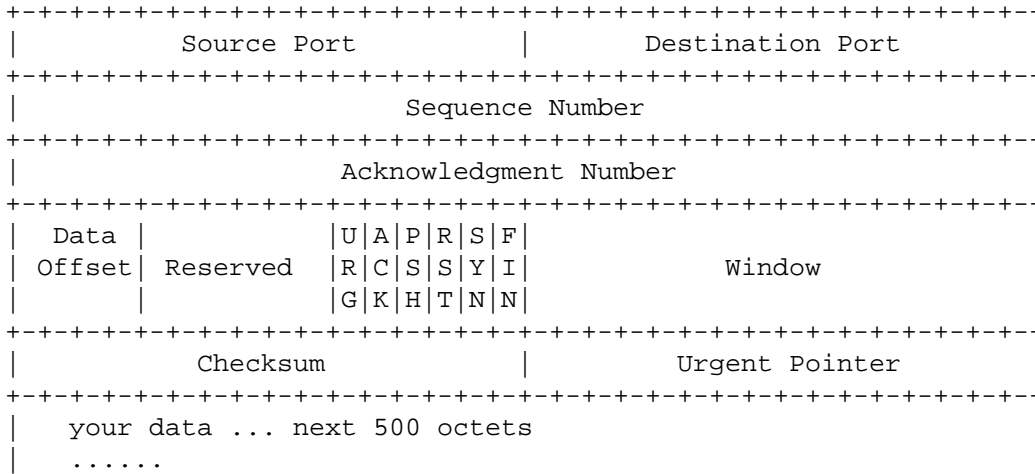 +-+-+-+-+-+-+-+-+-+-+-+-+-+-+-+-+-+-+-+-+-+-+-+-+-+-+-+-+-+-+-+-+-
|          Source Port          |       Destination Port
+-+-+-+-+-+-+-+-+-+-+-+-+-+-+-+-+-+-+-+-+-+-+-+-+-+-+-+-+-+-+-+-+-
|                        Sequence Number
+-+-+-+-+-+-+-+-+-+-+-+-+-+-+-+-+-+-+-+-+-+-+-+-+-+-+-+-+-+-+-+-+-
|                    Acknowledgment Number
+-+-+-+-+-+-+-+-+-+-+-+-+-+-+-+-+-+-+-+-+-+-+-+-+-+-+-+-+-+-+-+-+-
|  Data |           |U|A|P|R|S|F|
| Offset| Reserved  |R|C|S|S|Y|I|            Window
|       |           |G|K|H|T|N|N|
+-+-+-+-+-+-+-+-+-+-+-+-+-+-+-+-+-+-+-+-+-+-+-+-+-+-+-+-+-+-+-+-+-
|           Checksum            |         Urgent Pointer
+-+-+-+-+-+-+-+-+-+-+-+-+-+-+-+-+-+-+-+-+-+-+-+-+-+-+-+-+-+-+-+-+-
|   your data ... next 500 octets
|   ......